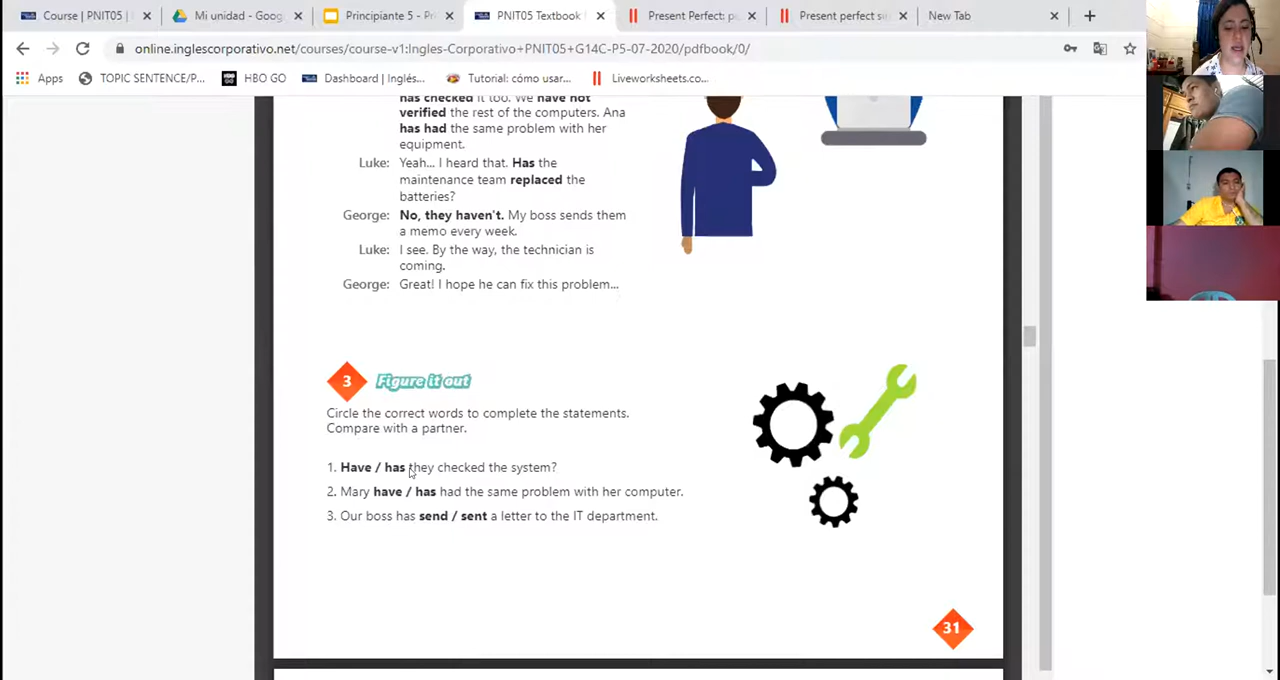 Course | PNIT05 |
Mi unidad - Goog
Principiante 5 - Pr
PNIT05 Textbook
Present Perfect: p
Present perfect s
New Tab
online.inglescorporativo.net/courses/course-v1:Ingles-Corporativo+PNIT05+G14C-P5-07-2020/pdfbook/0/
Apps
TOPIC SENTENCE/P...
HBO GO
Dashboard | Inglés...
Tutorial: cómo usar...
Liveworksheets.co...
has checked it too. We have not
verified the rest of the computers. Ana
has had the same problem with her
equipment.
Luke: Yeah... I heard that. Has the
maintenance team replaced the
batteries?
George: No, they haven't. My boss sends them
a memo every week.
Luke: I see. By the way, the technician is
coming.
George: Great! I hope he can fix this problem...
3 Figure it out
Circle the correct words to complete the statements.
Compare with a partner.
1. Have / has they checked the system?
2. Mary have / has had the same problem with her computer.
3. Our boss has send / sent a letter to the IT department.
31